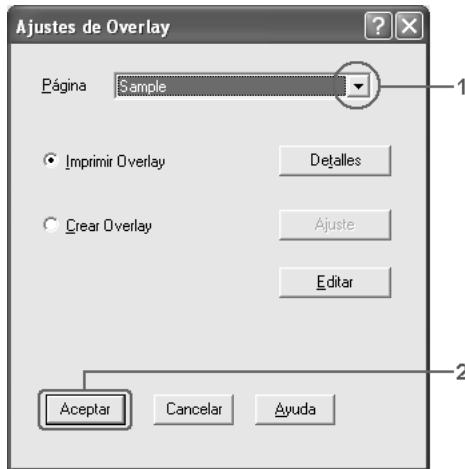 Ajustes de Overlay
Página Sample 1
Imprimir Overlay Detalles
Crear Overlay Ajuste
Editar
2
Aceptar Cancelar Ayuda